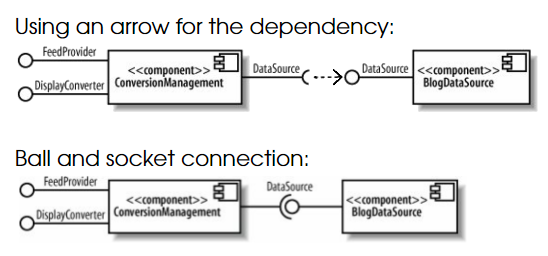 Using an arrow for the dependency:
FeedProvider
DisplayConverter
<<component>>
ConversionManagement
DataSource
DataSource
<<component>>
BlogDataSource
Ball and socket connection:
FeedProvider
DisplayConverter
<<component>>
ConversionManagement
DataSource
<<component>>
BlogDataSource